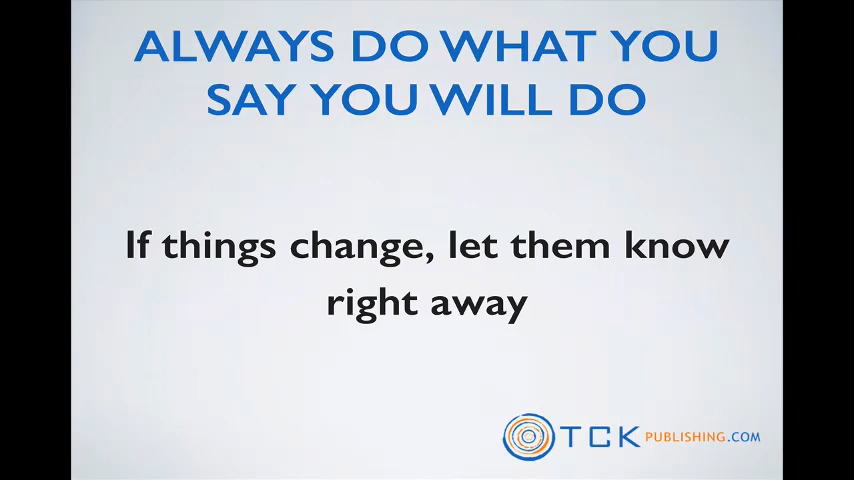 ALWAYS DO WHAT YOU
SAY YOU WILL DO
If things change, let them know
right away
TCK PUBLISHING.COM